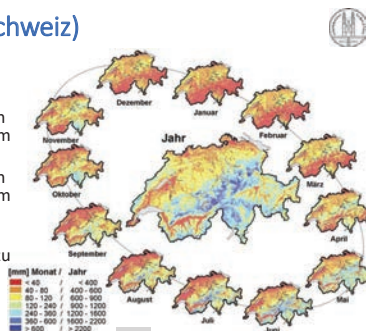 chweiz)
n
m
n
m
zu
Dezember
Januar
Februar
März
April
Mai
Juni
Juli
August
September
Oktober
November
Jahr
[mm] Monat / Jahr
< 40 / < 400
40 - 80 / 400 - 600
80 - 120 / 600 - 900
120 - 240 / 900 - 1200
240 - 360 / 1200 - 1600
360 - 600 / 1600 - 2200
> 600 / > 2200